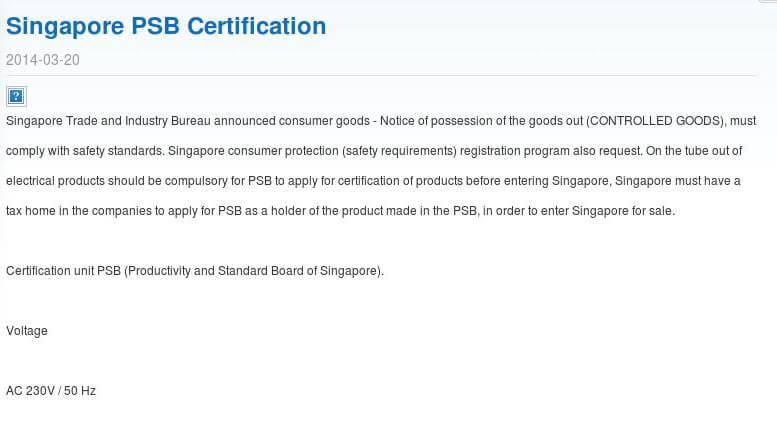 Singapore PSB Certification
2014-03-20
?
Singapore Trade and Industry Bureau announced consumer goods - Notice of possession of the goods out (CONTROLLED GOODS), must
comply with safety standards. Singapore consumer protection (safety requirements) registration program also request. On the tube out of
electrical products should be compulsory for PSB to apply for certification of products before entering Singapore, Singapore must have a
tax home in the companies to apply for PSB as a holder of the product made in the PSB, in order to enter Singapore for sale.
Certification unit PSB (Productivity and Standard Board of Singapore).
Voltage
AC 230V / 50 Hz